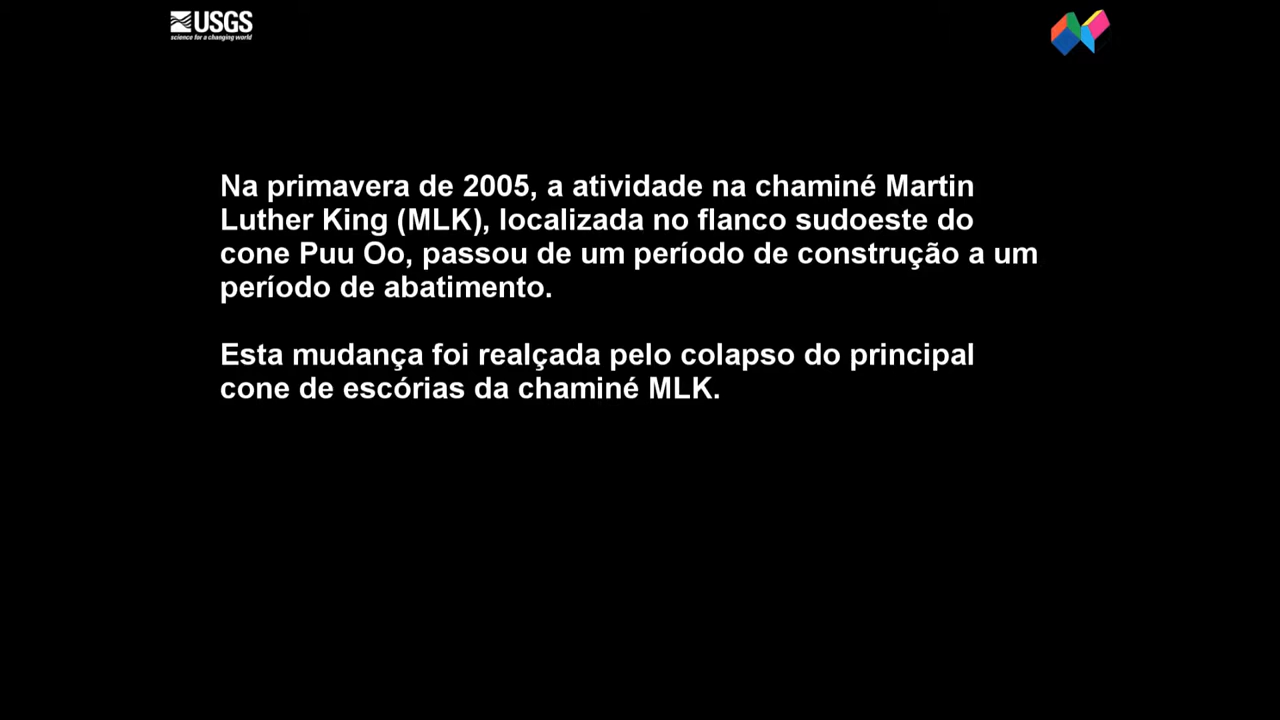 USGS
science for a changing world
Na primavera de 2005, a atividade na chaminé Martin
Luther King (MLK), localizada no flanco sudoeste do
cone Puu Oo, passou de um período de construção a um
período de abatimento.
Esta mudança foi realçada pelo colapso do principal
cone de escórias da chaminé MLK.